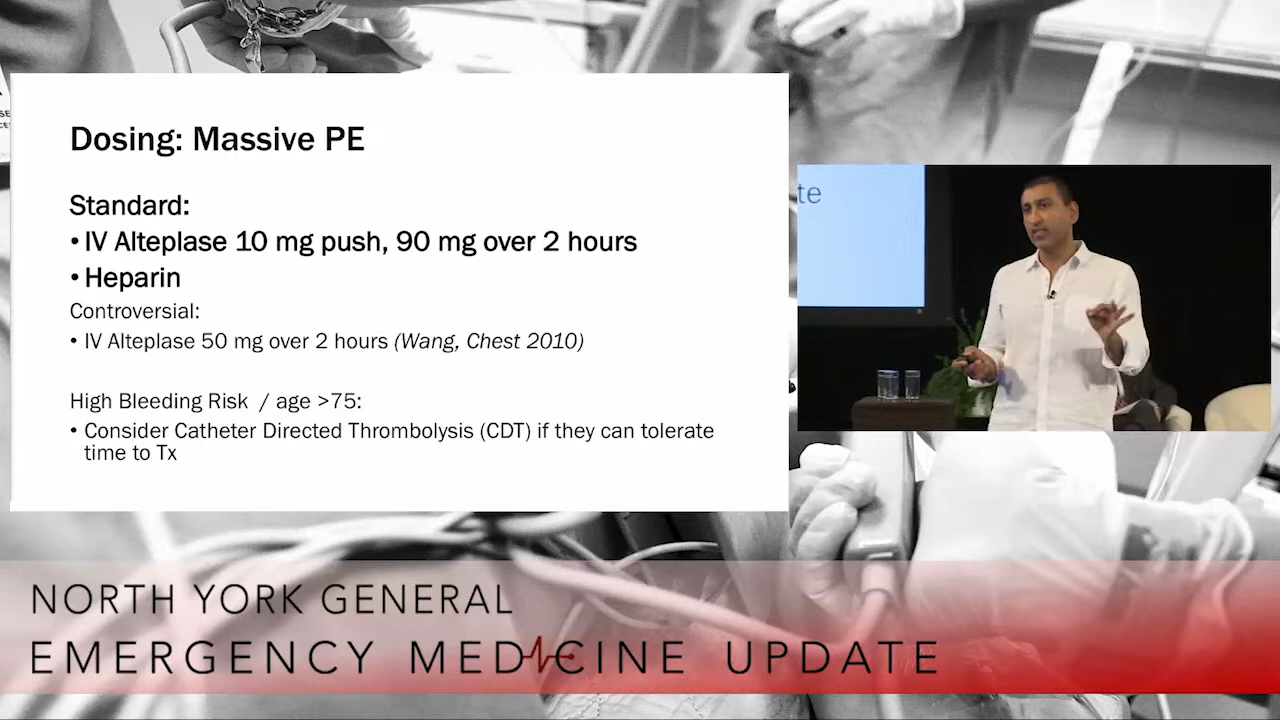 Dosing: Massive PE
Standard:
• IV Alteplase 10 mg push, 90 mg over 2 hours
• Heparin
Controversial:
• IV Alteplase 50 mg over 2 hours (Wang, Chest 2010)
High Bleeding Risk / age >75:
• Consider Catheter Directed Thrombolysis (CDT) if they can tolerate
time to Tx
te
NORTH YORK GENERAL
EMERGENCY MEDICINE UPDATE